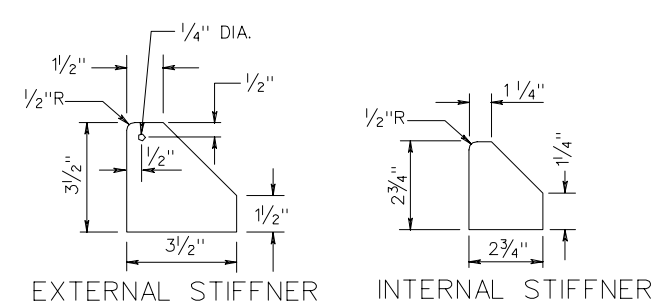 1/4" DIA.
1 1/2"
1/2"
1/2"R
1/2"
3 1/2"
1 1/2"
3 1/2"
EXTERNAL STIFFNER
1 1/4"
1/2"R
2 3/4"
1 1/4"
2 3/4"
INTERNAL STIFFNER